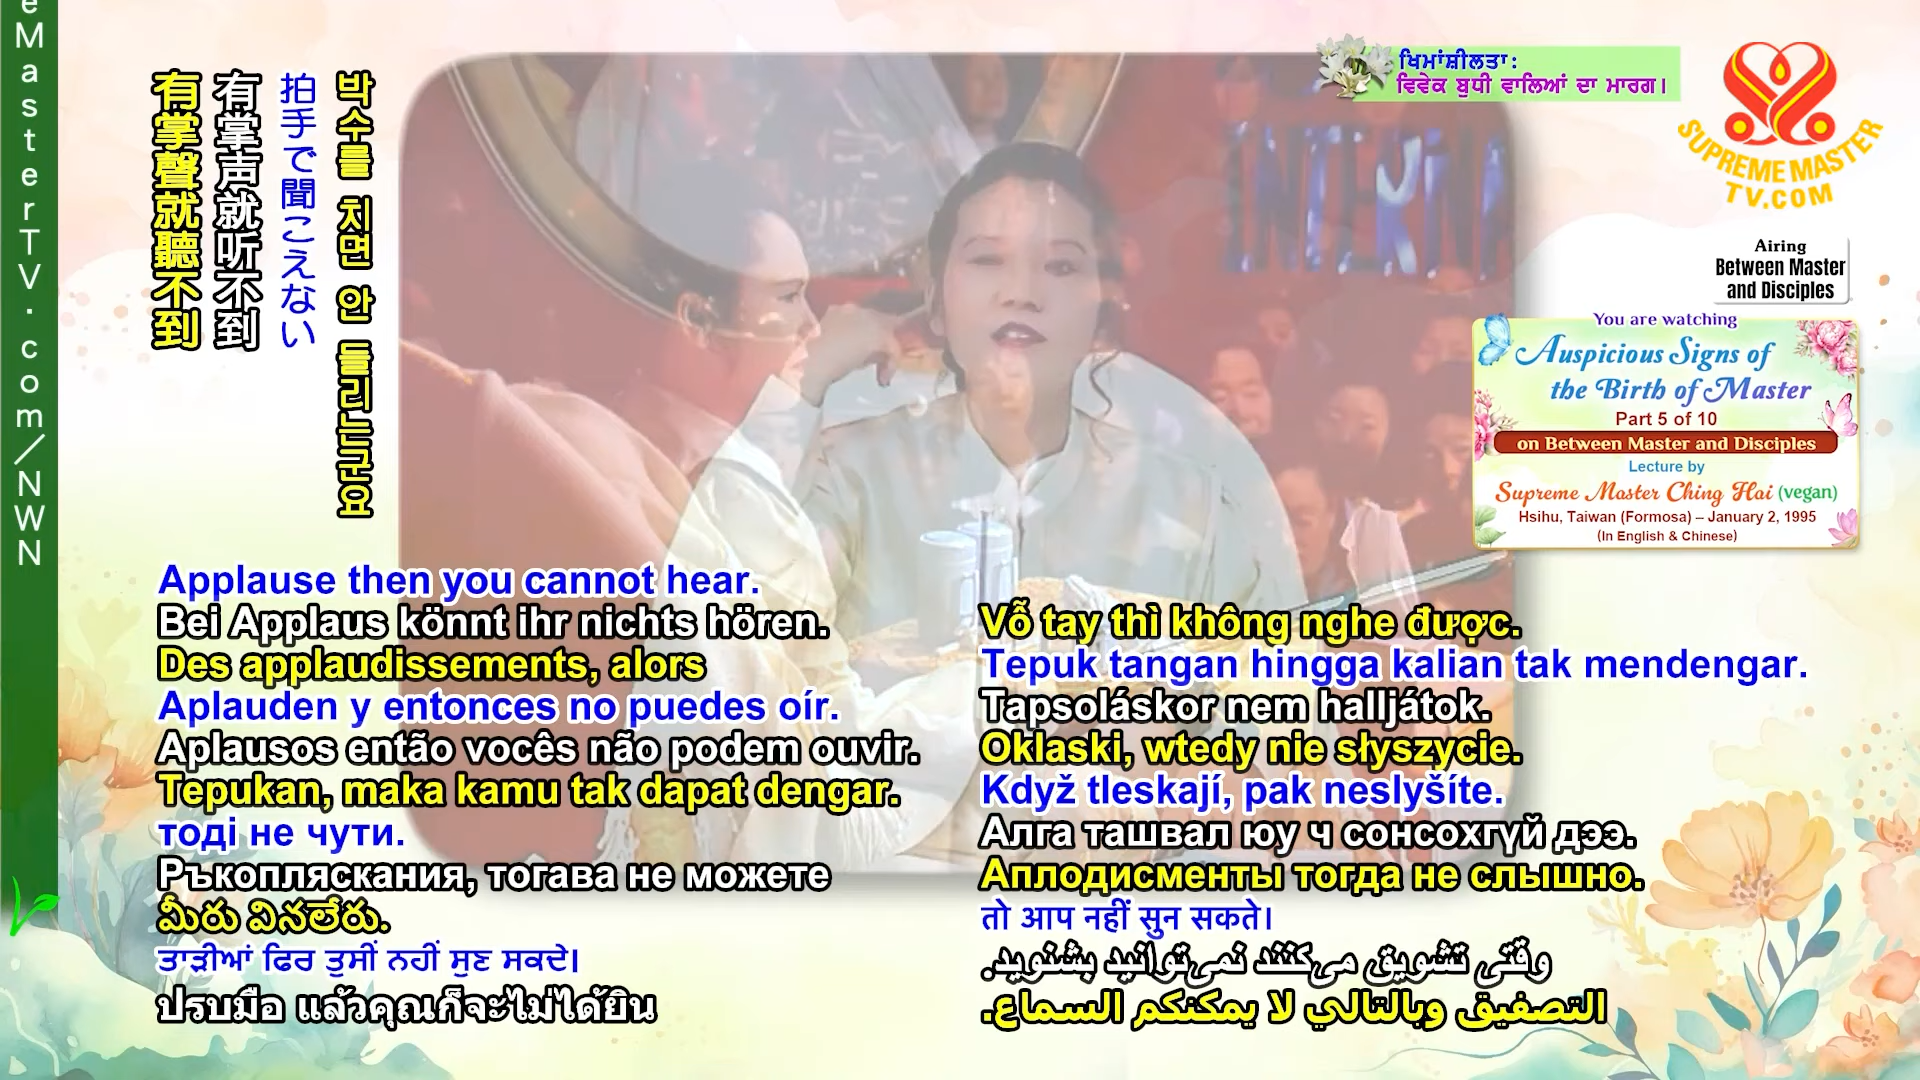 eMasterTV.com/NWN
有掌聲就聽不到
有掌声就听不到
拍手で聞こえない
박수를 치면 안 들리는군요
ਖਿਮਾਂਸ਼ੀਲਤਾ:
ਵਿਵੇਕ ਬੁਧੀ ਵਾਲਿਆਂ ਦਾ ਮਾਰਗ।
SUPREME MASTER
TV.COM
Airing
Between Master
and Disciples
You are watching
Auspicious Signs of
the Birth of Master
Part 5 of 10
on Between Master and Disciples
Lecture by
Supreme Master Ching Hai (vegan)
Hsihu, Taiwan (Formosa) – January 2, 1995
(In English & Chinese)
Applause then you cannot hear.
Bei Applaus könnt ihr nichts hören.
Des applaudissements, alors
Aplauden y entonces no puedes oír.
Aplausos então vocês não podem ouvir.
Tepukan, maka kamu tak dapat dengar.
тоді не чути.
Ръкопляскания, тогава не можете
మీరు వినలేరు.
ਤਾੜੀਆਂ ਫਿਰ ਤੁਸੀਂ ਨਹੀਂ ਸੁਣ ਸਕਦੇ।
ปรบมือ แล้วคุณก็จะไม่ได้ยิน
Vỗ tay thì không nghe được.
Tepuk tangan hingga kalian tak mendengar.
Tapsoláskor nem halljátok.
Oklaski, wtedy nie słyszycie.
Když tleskají, pak neslyšíte.
Алга ташвал юу ч сонсохгүй дээ.
Аплодисменты тогда не слышно.
तो आप नहीं सुन सकते।
وقتی تشویق می‌کنند نمی‌توانید بشنوید.
التصفيق وبالتالي لا يمكنكم السماع.